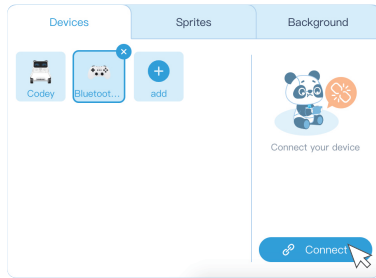 Devices
Sprites
Background
Codey
Bluetoot...
add
Connect your device
Connect